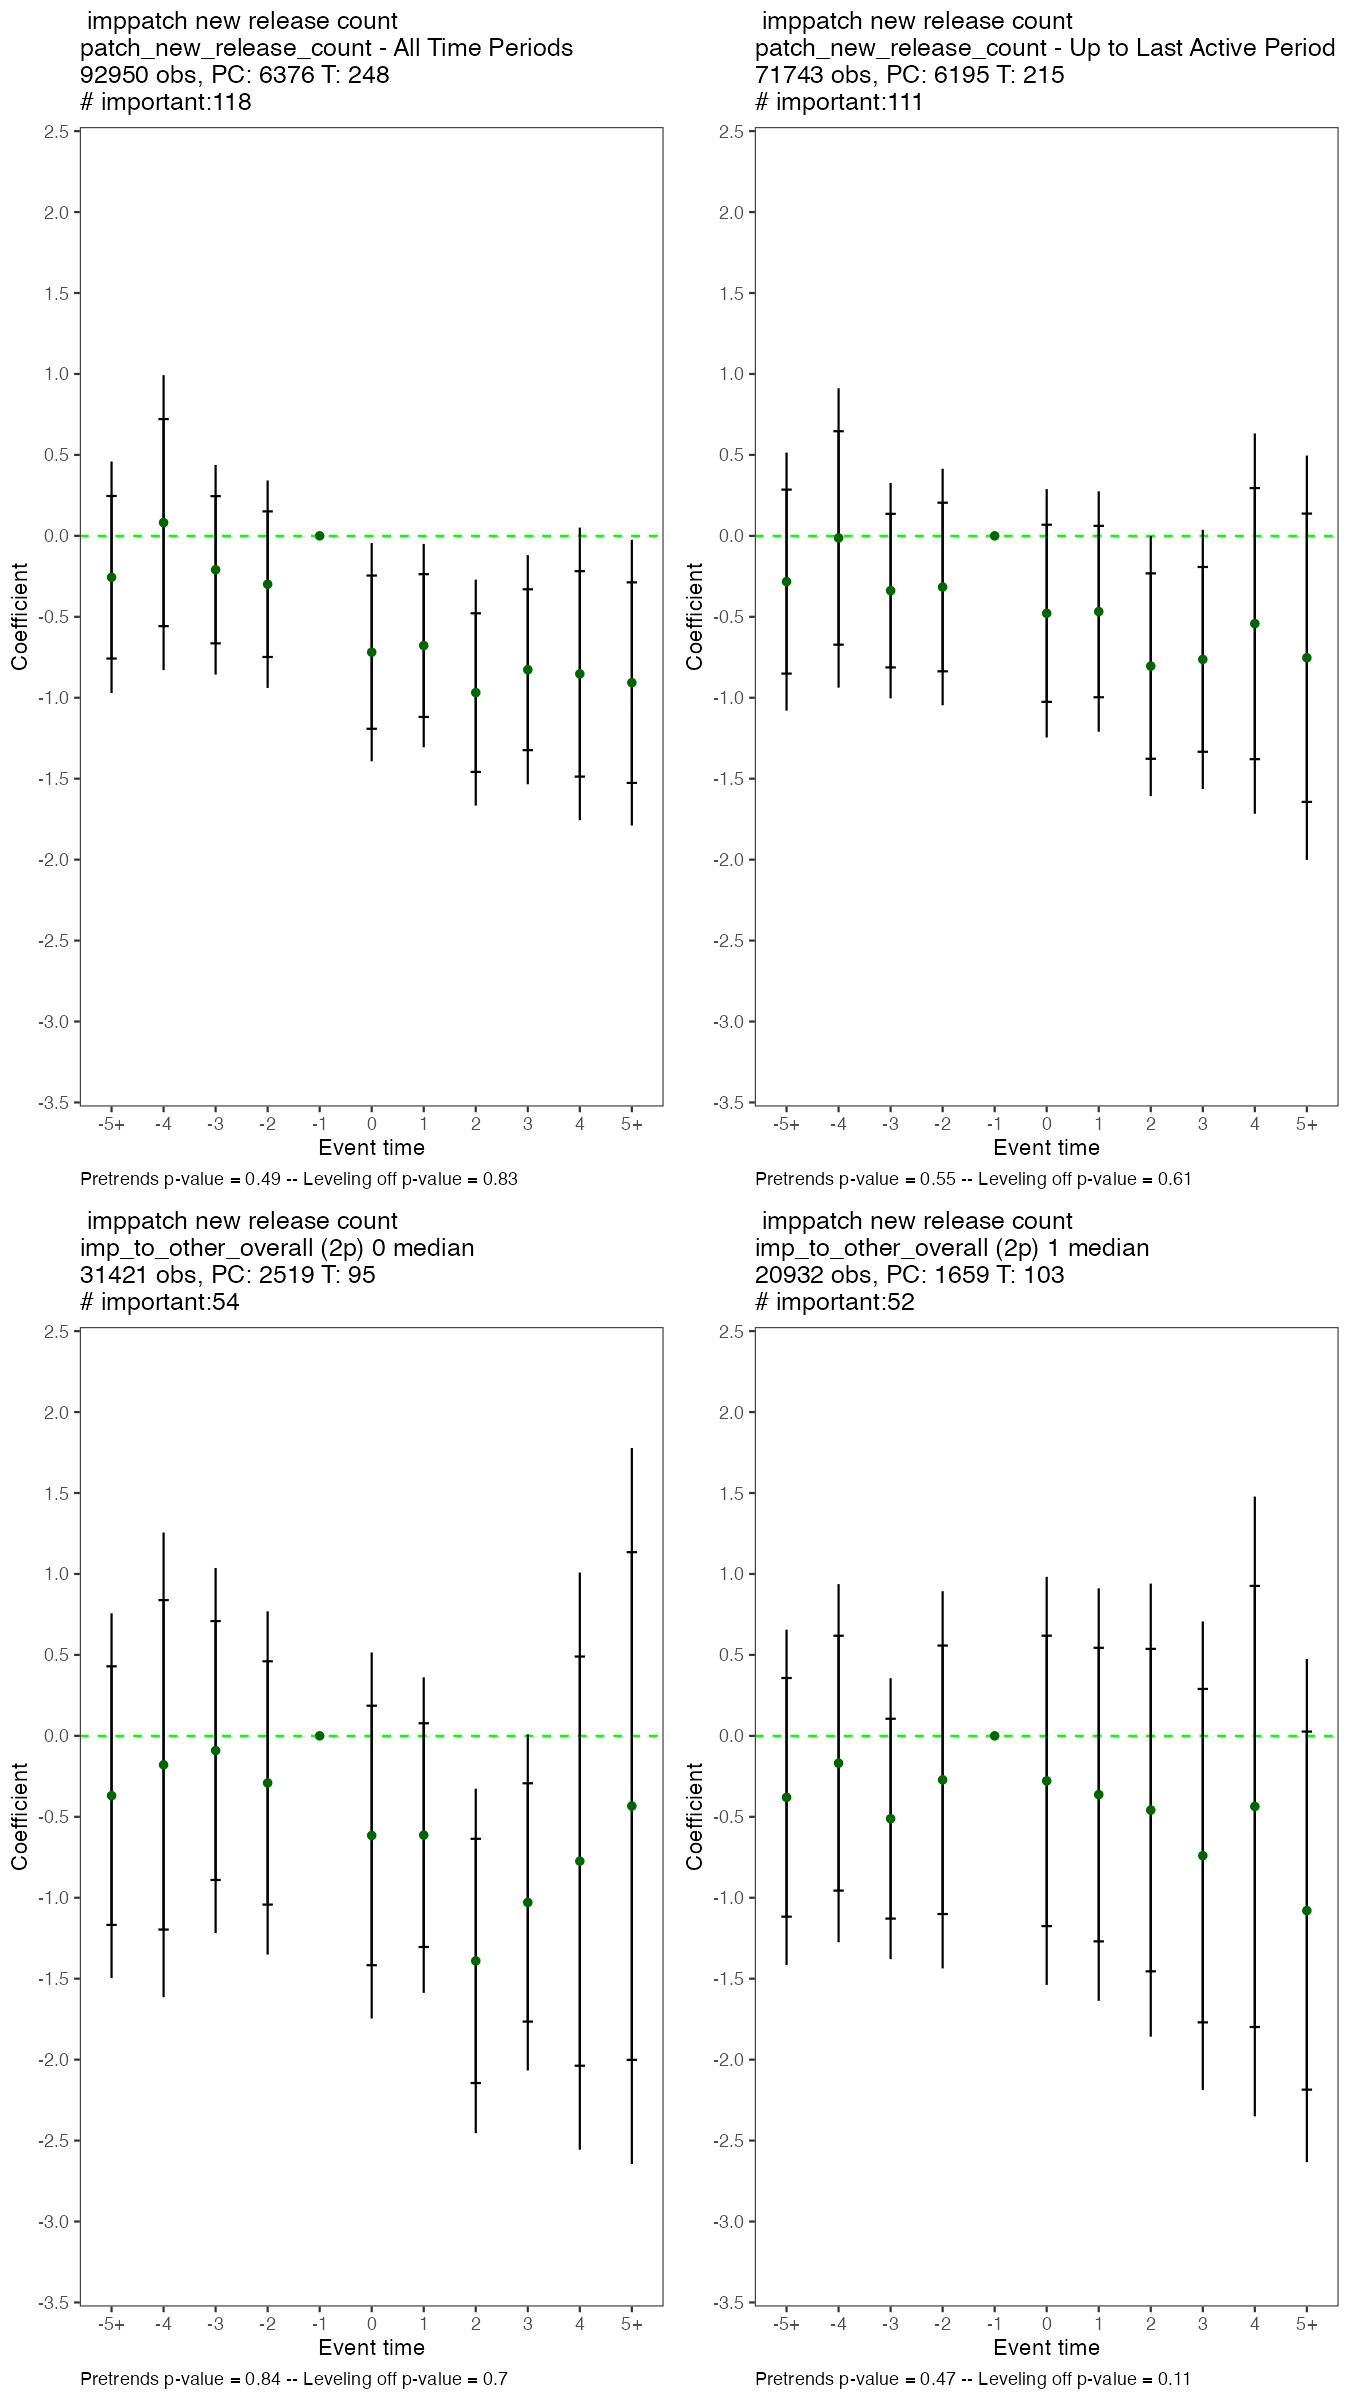 imppatch new release count
patch_new_release_count - All Time Periods
92950 obs, PC: 6376 T: 248
# important:118
2.5
2.0
1.5
1.0
0.5
0.0
-0.5
-1.0
-1.5
-2.0
-2.5
-3.0
-3.5
Coefficient
-5+ -4 -3 -2 -1 0 1 2 3 4 5+
Event time
Pretrends p-value = 0.49 -- Leveling off p-value = 0.83
imppatch new release count
patch_new_release_count - Up to Last Active Period
71743 obs, PC: 6195 T: 215
# important:111
2.5
2.0
1.5
1.0
0.5
0.0
-0.5
-1.0
-1.5
-2.0
-2.5
-3.0
-3.5
Coefficient
-5+ -4 -3 -2 -1 0 1 2 3 4 5+
Event time
Pretrends p-value = 0.55 -- Leveling off p-value = 0.61
imppatch new release count
imp_to_other_overall (2p) 0 median
31421 obs, PC: 2519 T: 95
# important:54
2.5
2.0
1.5
1.0
0.5
0.0
-0.5
-1.0
-1.5
-2.0
-2.5
-3.0
-3.5
Coefficient
-5+ -4 -3 -2 -1 0 1 2 3 4 5+
Event time
Pretrends p-value = 0.84 -- Leveling off p-value = 0.7
imppatch new release count
imp_to_other_overall (2p) 1 median
20932 obs, PC: 1659 T: 103
# important:52
2.5
2.0
1.5
1.0
0.5
0.0
-0.5
-1.0
-1.5
-2.0
-2.5
-3.0
-3.5
Coefficient
-5+ -4 -3 -2 -1 0 1 2 3 4 5+
Event time
Pretrends p-value = 0.47 -- Leveling off p-value = 0.11